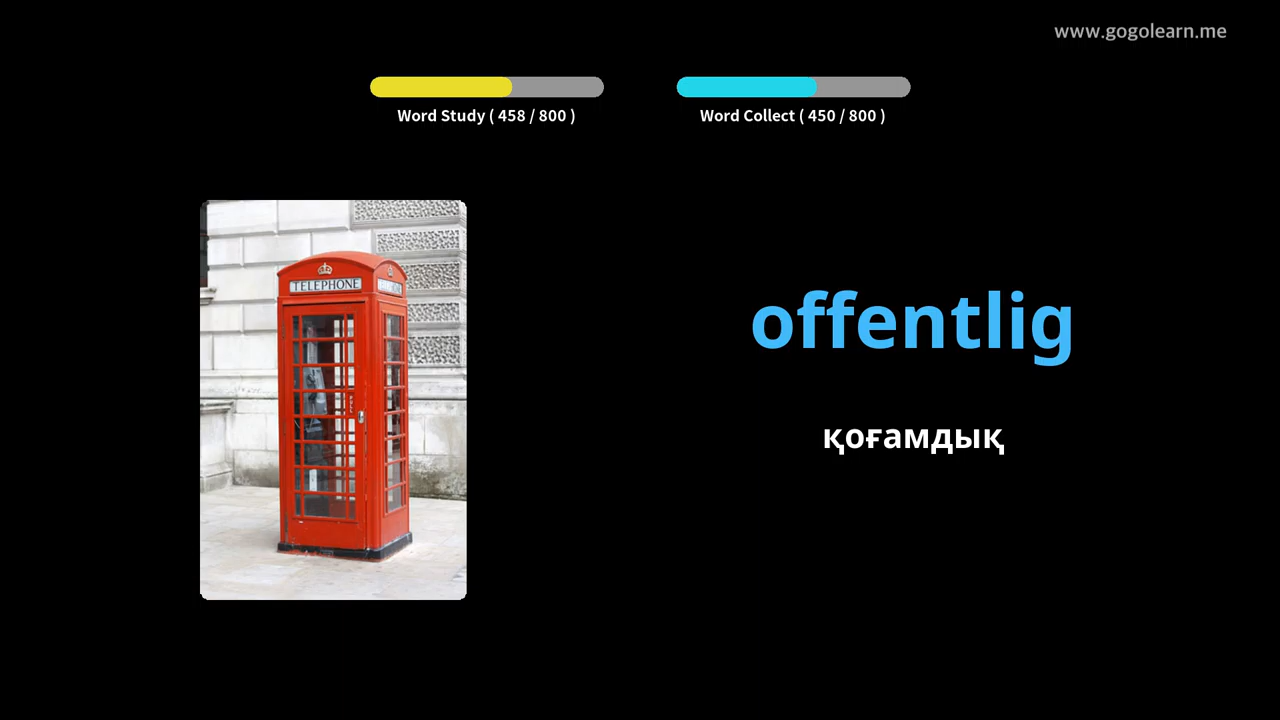 www.gogolearn.me
Word Study ( 458 / 800 )
Word Collect ( 450 / 800 )
TELEPHONE
offentlig
қоғамдық